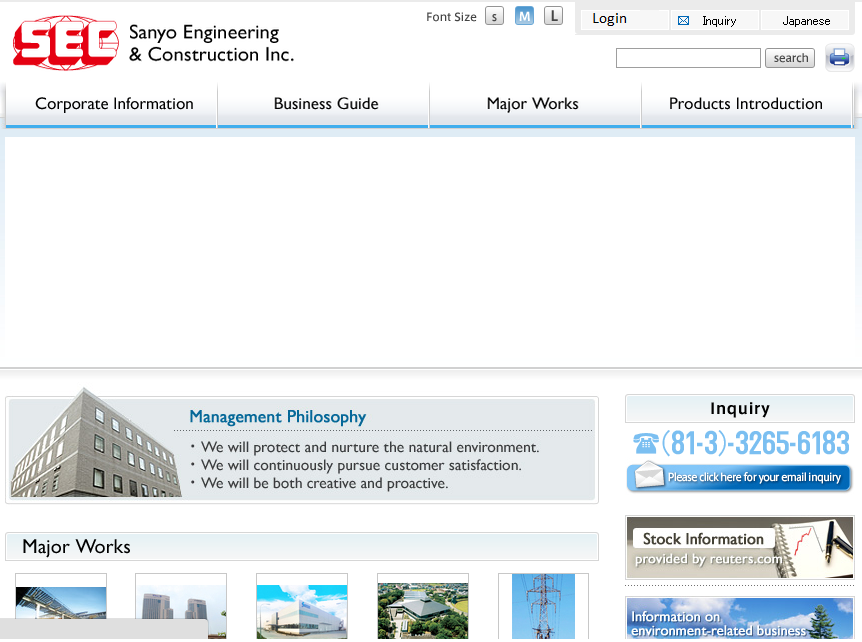 SEC
Sanyo Engineering
& Construction Inc.
Font Size S M L
Login
Inquiry
Japanese
search
Corporate Information
Business Guide
Major Works
Products Introduction
Management Philosophy
・We will protect and nurture the natural environment.
・We will continuously pursue customer satisfaction.
・We will be both creative and proactive.
Inquiry
(81-3)-3265-6183
Please click here for your email inquiry
Major Works
Stock Information
provided by reuters.com
Information on
environment-related business